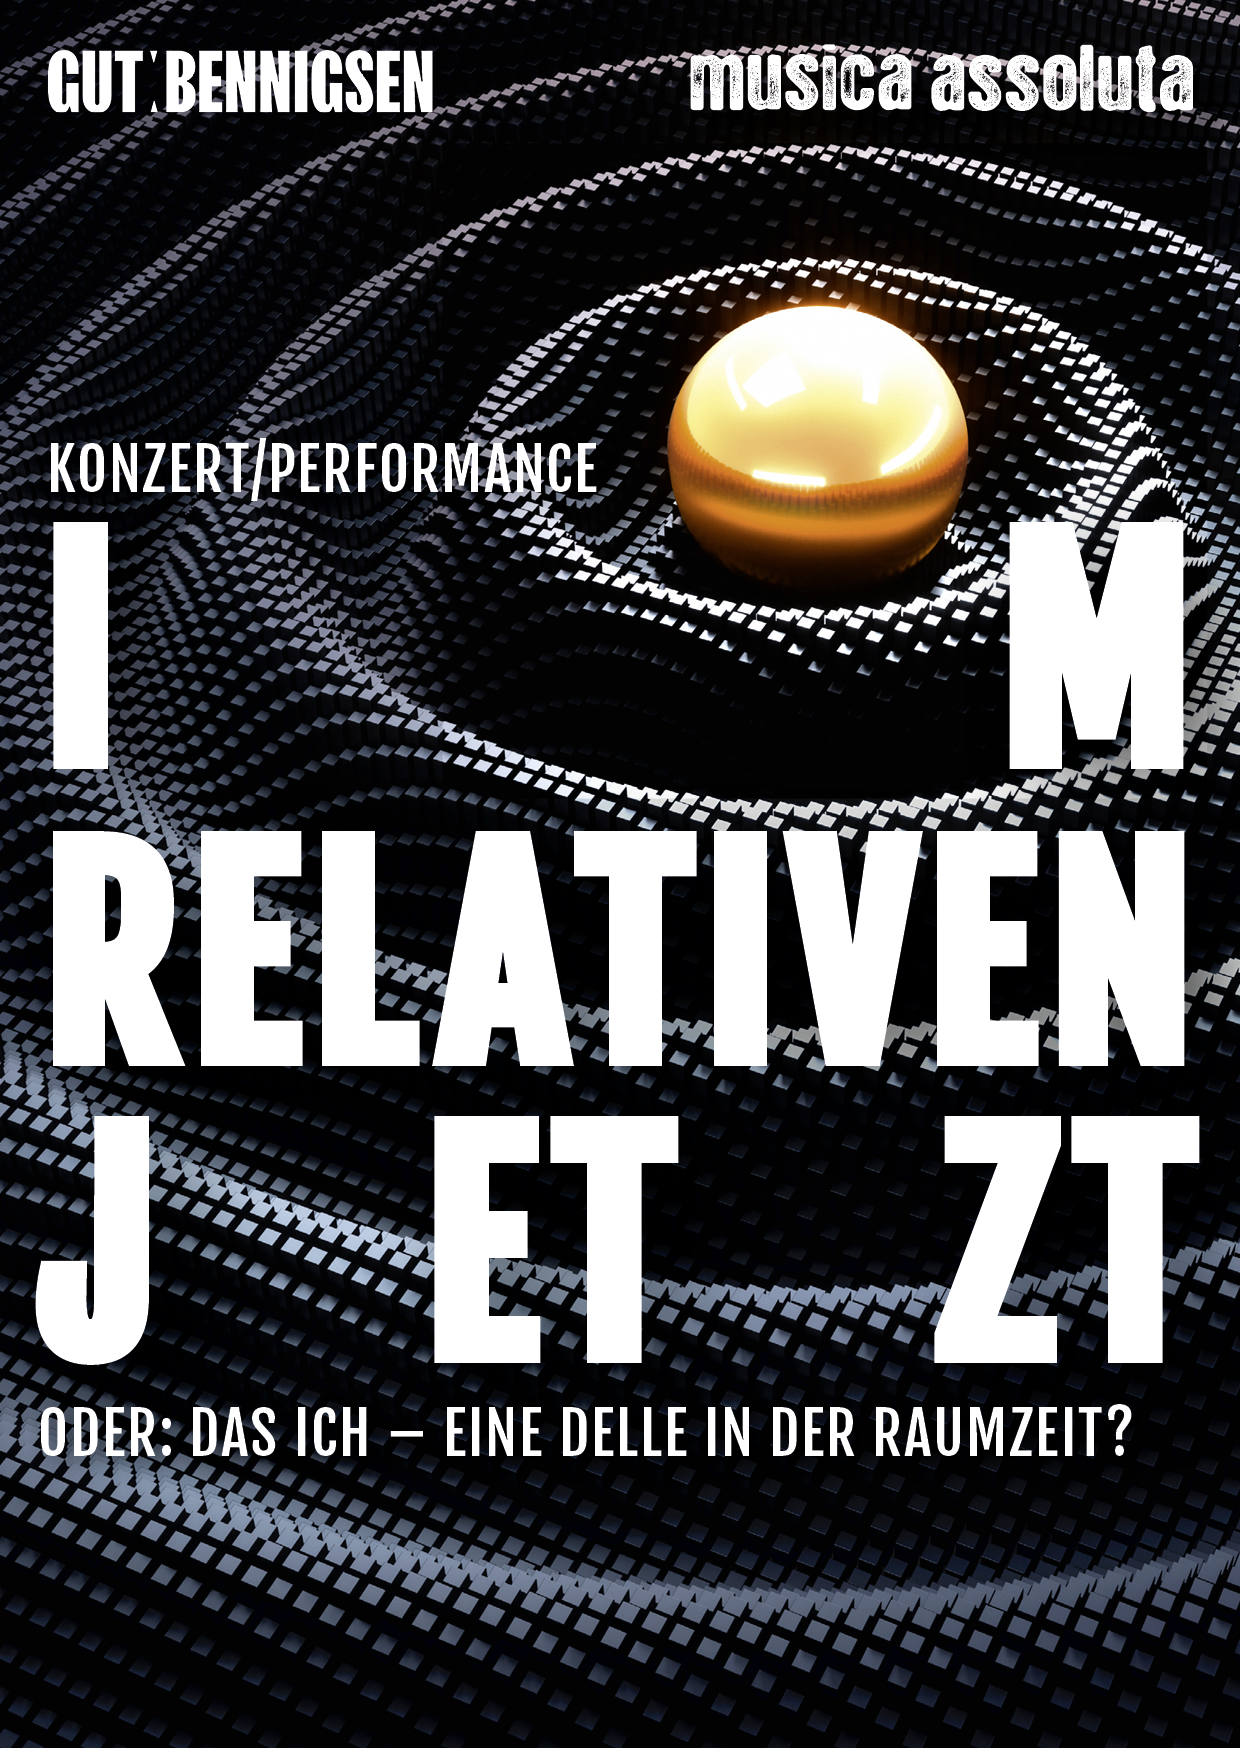 GUT BENNIGSEN
musica assoluta
KONZERT/PERFORMANCE
I M
RELATIVEN
J ET ZT
ODER: DAS ICH – EINE DELLE IN DER RAUMZEIT?